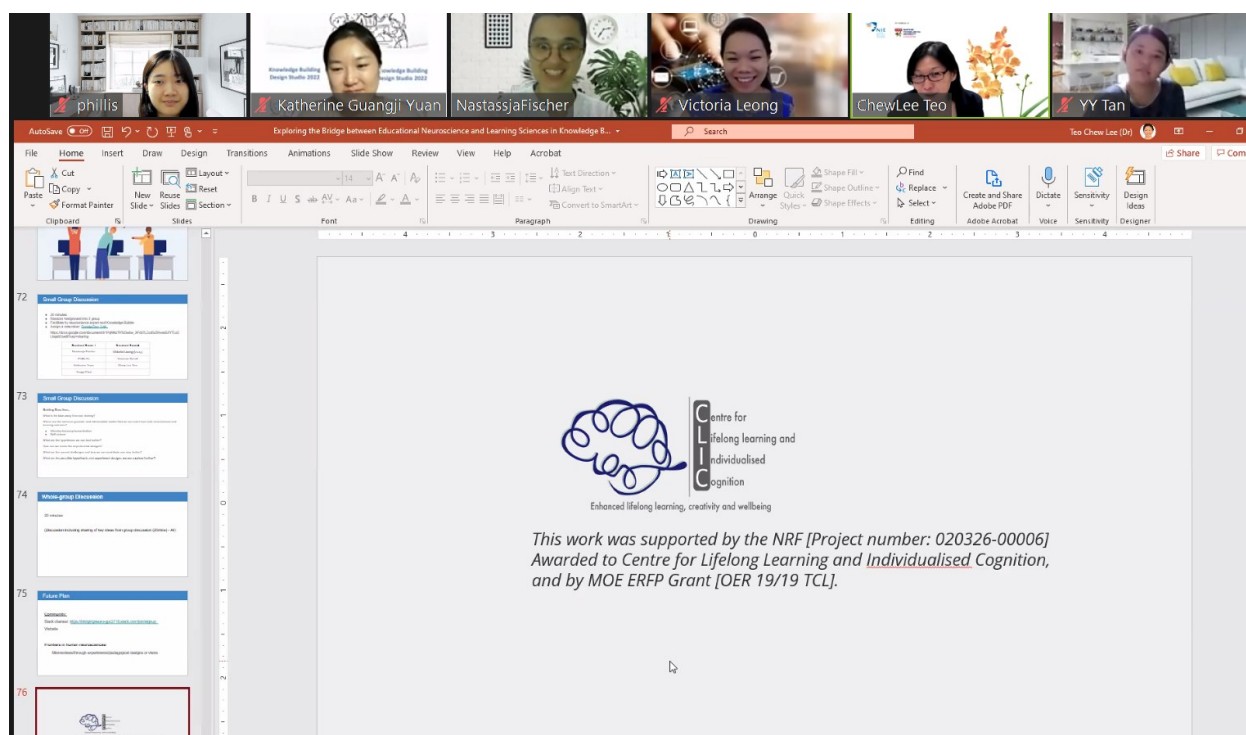 phillis
Katherine Guangji Yuan
NastassjaFischer
Victoria Leong
ChewLee Teo
YY Tan
Knowledge Building
Design Studio 2022
AutoSave Off
Exploring the Bridge between Educational Neuroscience and Learning Sciences in Knowledge B...
Search
Teo Chew Lee (Dr)
File Home Insert Draw Design Transitions Animations Slide Show Review View Help Acrobat
Share Com
Cut
Copy
Format Painter
Paste
Clipboard
New Slide
Reuse Slides
Layout
Reset
Section
Slides
14
Font
Text Direction
Align Text
Convert to SmartArt
Paragraph
Arrange
Quick Styles
Shape Fill
Shape Outline
Shape Effects
Drawing
Find
Replace
Select
Editing
Create and Share Adobe PDF
Adobe Acrobat
Dictate
Voice
Sensitivity
Sensitivity
Design Ideas
Designer
72
Small Group Discussion
73
Small Group Discussion
74
Whole-group Discussion
75
Future Plan
76
Centre for
Lifelong learning and
Individualised
Cognition
Enhanced lifelong learning, creativity and wellbeing
This work was supported by the NRF [Project number: 020326-00006]
Awarded to Centre for Lifelong Learning and Individualised Cognition,
and by MOE ERFP Grant [OER 19/19 TCL].